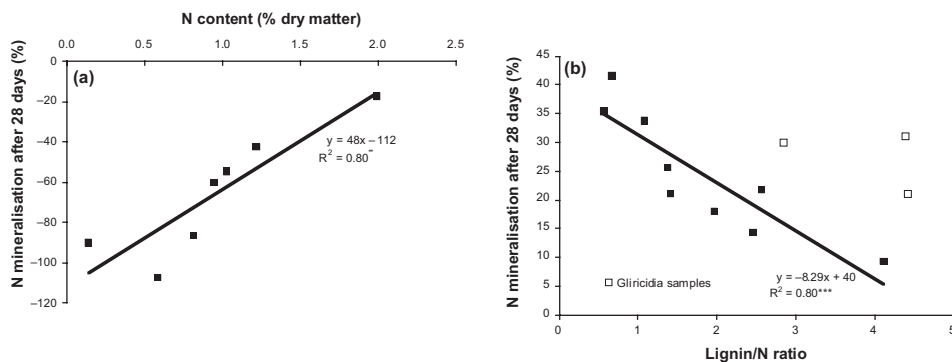 N content (% dry matter)
0.0 0.5 1.0 1.5 2.0 2.5
N mineralisation after 28 days (%)
0
−20
−40
−60
−80
−100
−120
(a)
y = 48x – 112
R² = 0.80**
N mineralisation after 28 days (%)
45
40
35
30
25
20
15
10
5
0
(b)
y = –8.29x + 40
R² = 0.80***
Gliricidia samples
0 1 2 3 4 5
Lignin/N ratio